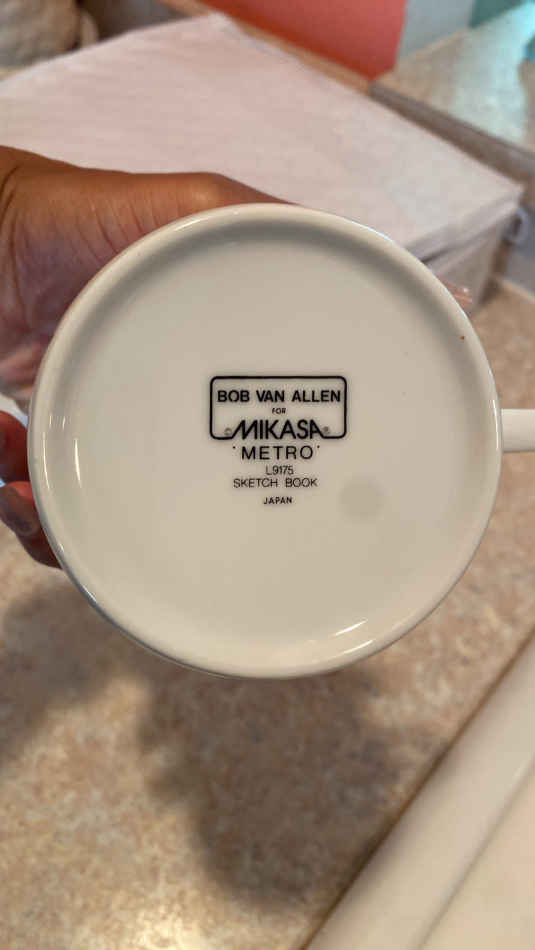 BOB VAN ALLEN
FOR
© MIKASA ®
'METRO'
L9175
SKETCH BOOK
JAPAN